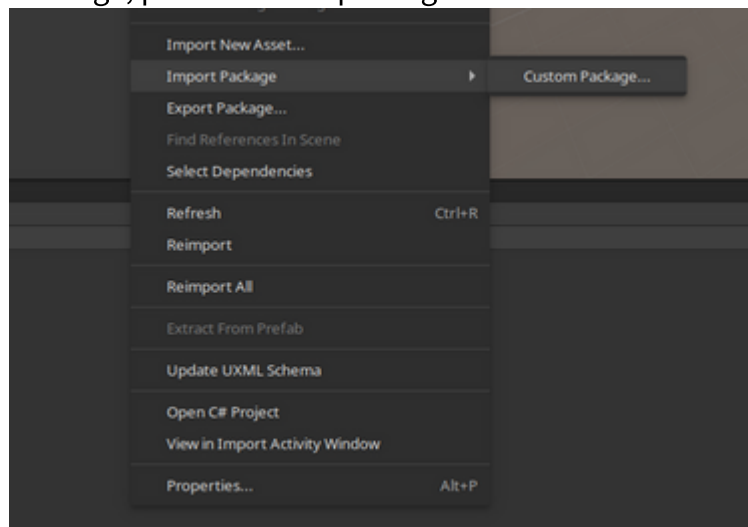 Import New Asset...
Import Package Custom Package...
Export Package...
Find References In Scene
Select Dependencies
Refresh Ctrl+R
Reimport
Reimport All
Extract From Prefab
Update UXML Schema
Open C# Project
View in Import Activity Window
Properties... Alt+P